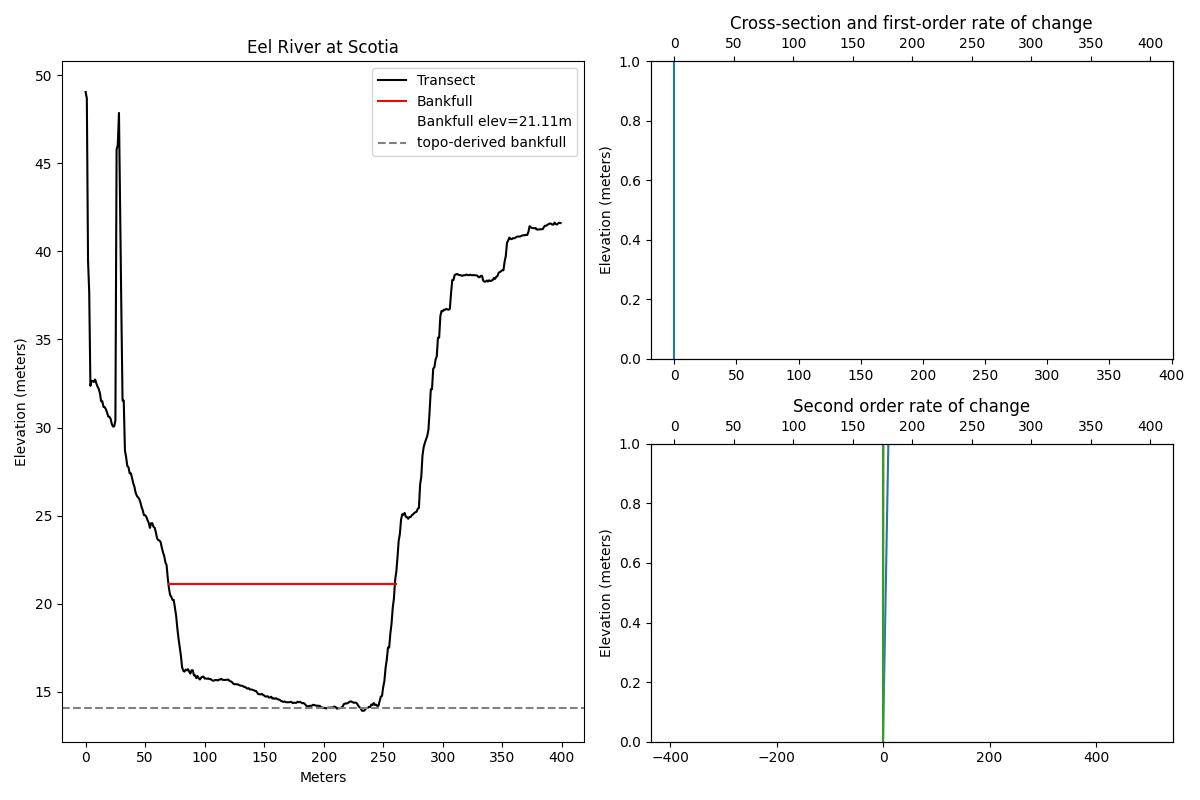 Eel River at Scotia
Elevation (meters)
50
45
40
35
30
25
20
15
0 50 100 150 200 250 300 350 400
Meters
Transect
Bankfull
Bankfull elev=21.11m
topo-derived bankfull
Cross-section and first-order rate of change
0 50 100 150 200 250 300 350 400
Elevation (meters)
1.0
0.8
0.6
0.4
0.2
0.0
0 50 100 150 200 250 300 350 400
Second order rate of change
0 50 100 150 200 250 300 350 400
Elevation (meters)
1.0
0.8
0.6
0.4
0.2
0.0
−400 −200 0 200 400